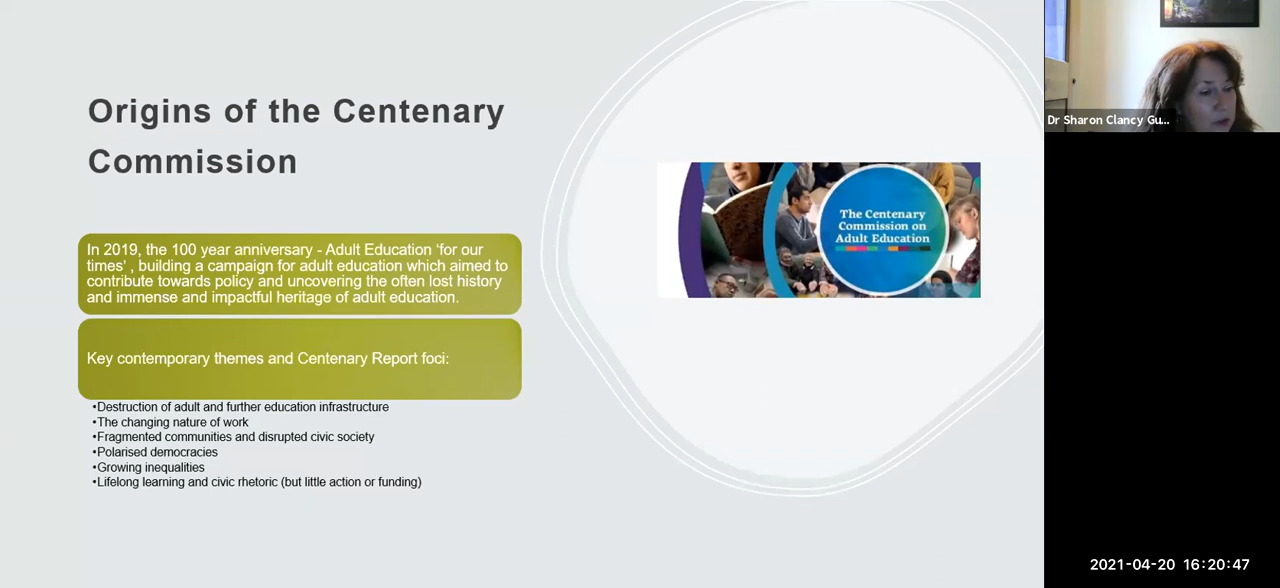 Origins of the Centenary
Commission
In 2019, the 100 year anniversary - Adult Education 'for our
times' , building a campaign for adult education which aimed to
contribute towards policy and uncovering the often lost history
and immense and impactful heritage of adult education.
Key contemporary themes and Centenary Report foci:
•Destruction of adult and further education infrastructure
•The changing nature of work
•Fragmented communities and disrupted civic society
•Polarised democracies
•Growing inequalities
•Lifelong learning and civic rhetoric (but little action or funding)
The Centenary
Commission on
Adult Education
Dr Sharon Clancy Gu...
2021-04-20 16:20:47